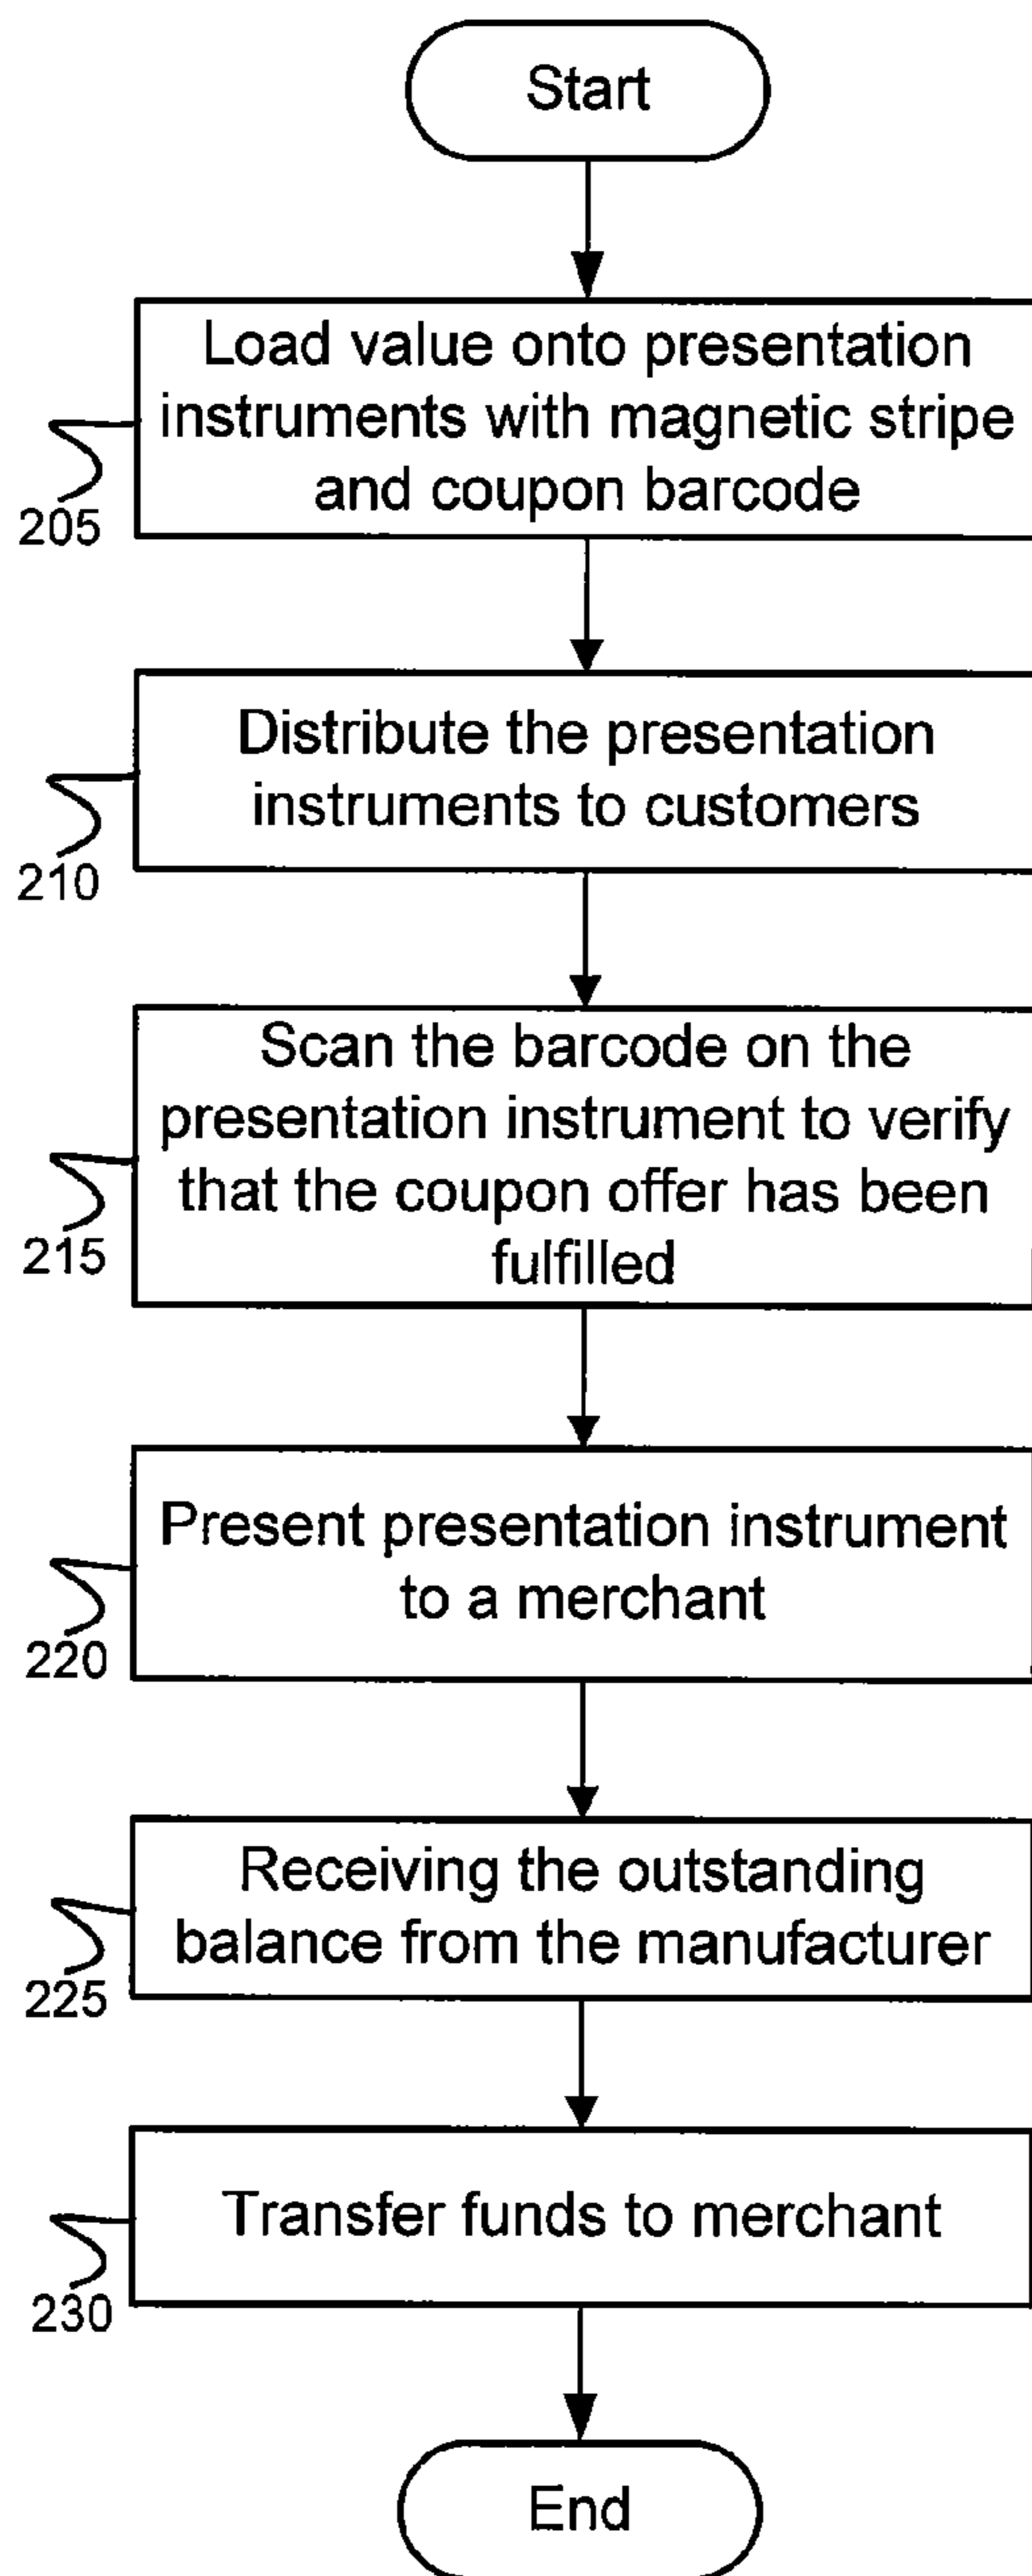 Start
Load value onto presentation
instruments with magnetic stripe
and coupon barcode
205
Distribute the presentation
instruments to customers
210
Scan the barcode on the
presentation instrument to verify
that the coupon offer has been
fulfilled
215
Present presentation instrument
to a merchant
220
Receiving the outstanding
balance from the manufacturer
225
Transfer funds to merchant
230
End